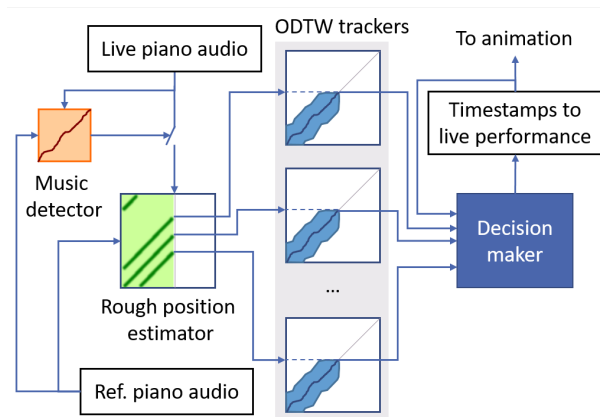 ODTW trackers
Live piano audio
To animation
Timestamps to
live performance
Music
detector
Decision
maker
...
Rough position
estimator
Ref. piano audio